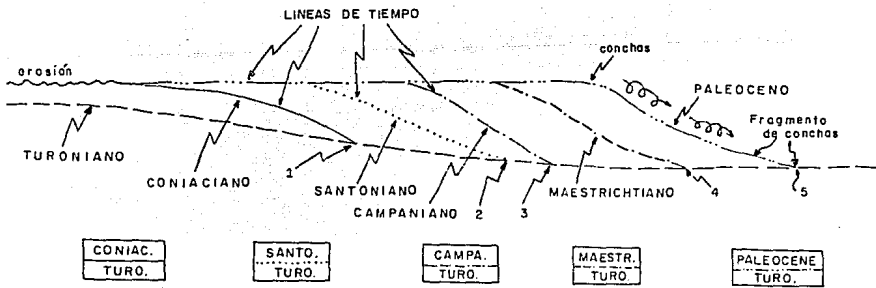 LINEAS DE TIEMPO
erosión
conchas
PALEOCENO
Fragmento
de conchas
TURONIANO
CONIACIANO
1
SANTONIANO
CAMPANIANO
2
3
MAESTRICHTIANO
4
5
CONIAC.
TURO.
SANTO.
TURO.
CAMPA.
TURO.
MAESTR.
TURO.
PALEOCENE
TURO.